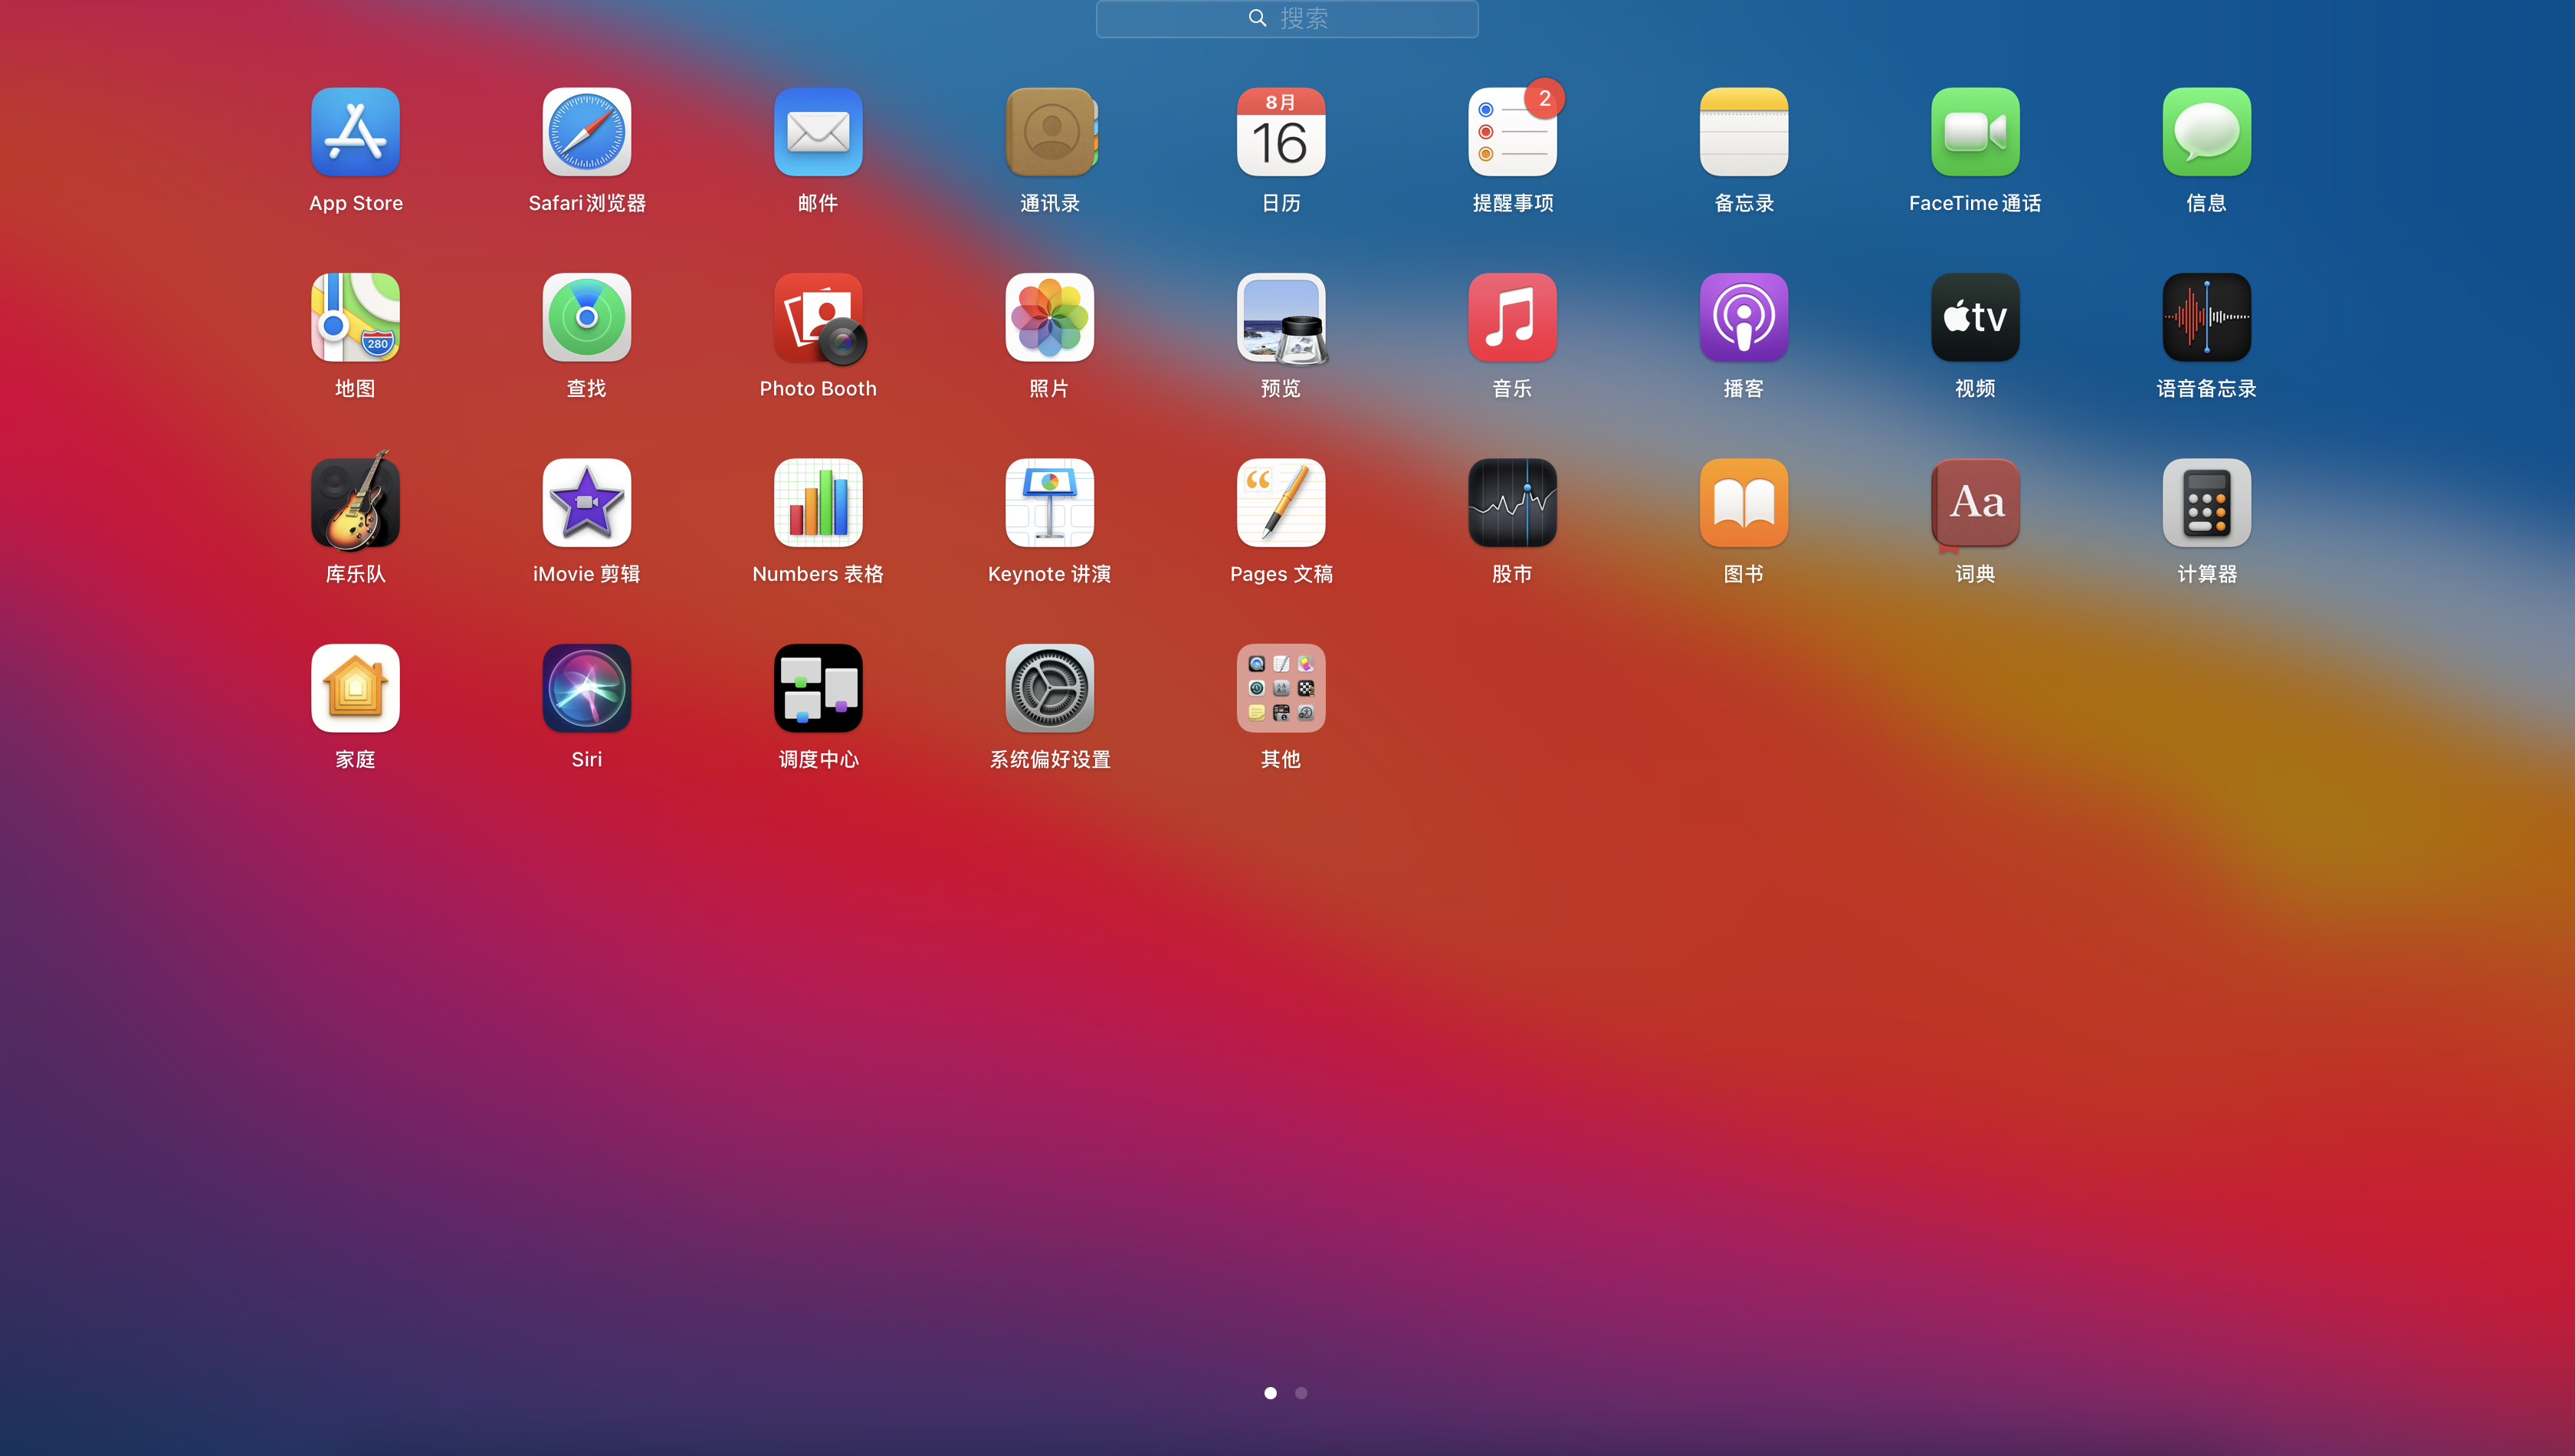 搜索
8月
16
2
App Store
Safari浏览器
邮件
通讯录
日历
提醒事项
备忘录
FaceTime通话
信息
280
tv
地图
查找
Photo Booth
照片
预览
音乐
播客
视频
语音备忘录
“
Aa
库乐队
iMovie 剪辑
Numbers 表格
Keynote 讲演
Pages 文稿
股市
图书
词典
计算器
家庭
Siri
调度中心
系统偏好设置
其他